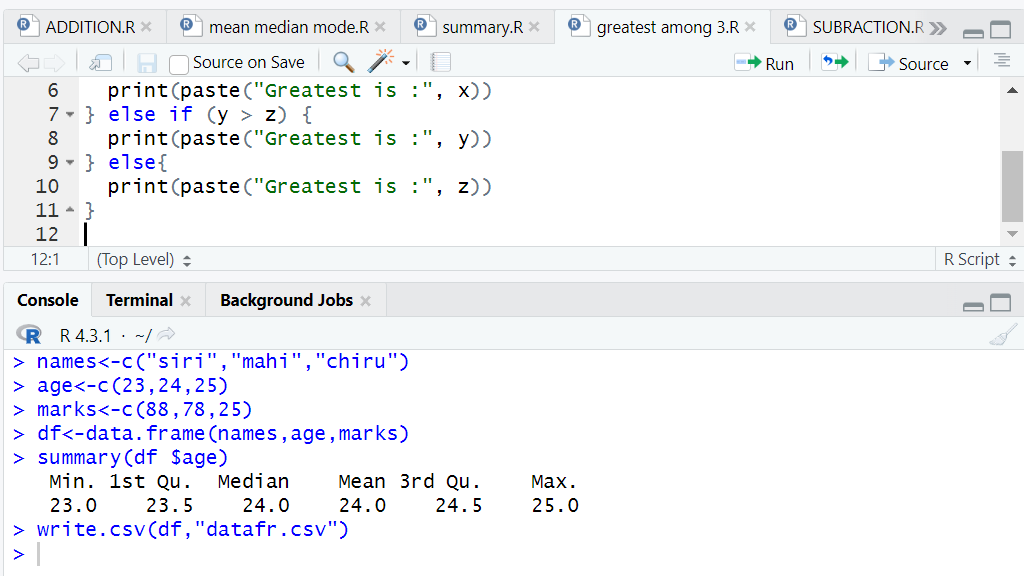 ADDITION.R mean median mode.R summary.R greatest among 3.R SUBRACTION.R
Source on Save Run Source
6 print(paste("Greatest is :", x))
7 } else if (y > z) {
8 print(paste("Greatest is :", y))
9 } else{
10 print(paste("Greatest is :", z))
11 }
12
12:1 (Top Level) R Script
Console Terminal Background Jobs
R R 4.3.1 · ~/
> names<-c("siri","mahi","chiru")
> age<-c(23,24,25)
> marks<-c(88,78,25)
> df<-data.frame(names,age,marks)
> summary(df $age)
Min. 1st Qu. Median Mean 3rd Qu. Max.
23.0 23.5 24.0 24.0 24.5 25.0
> write.csv(df,"datafr.csv")
>